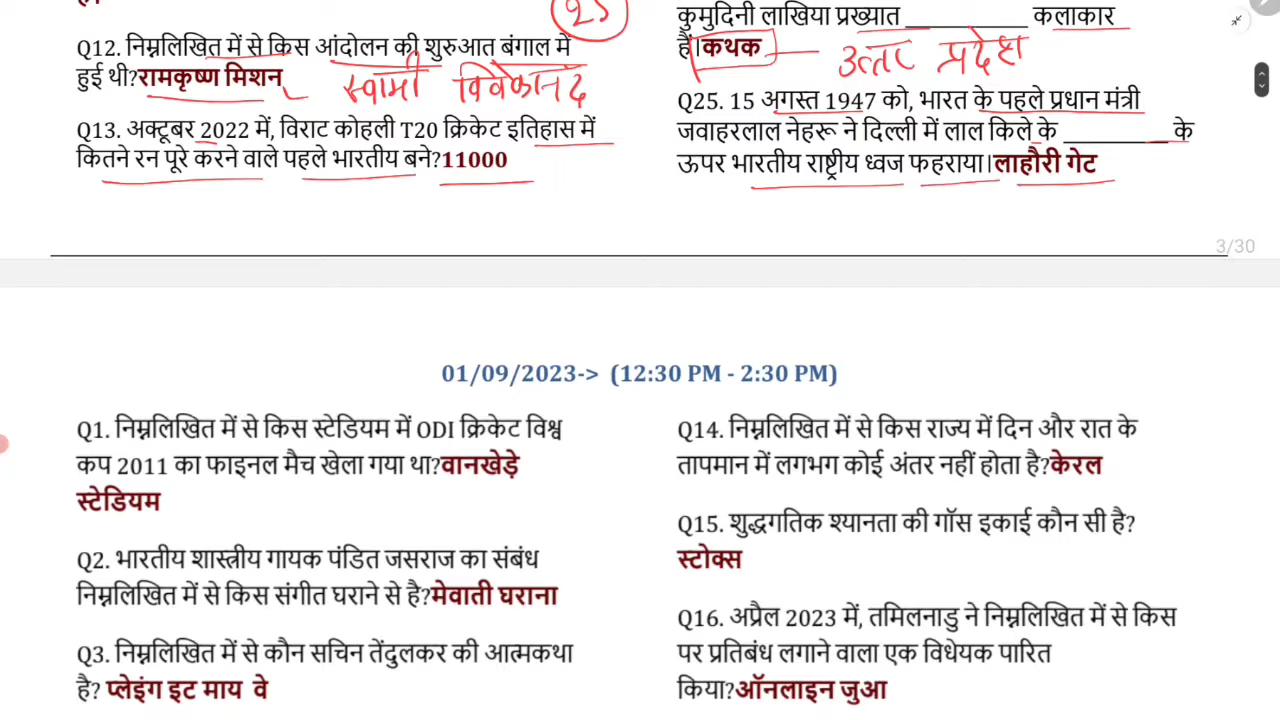 Q12. निम्नलिखित में से किस आंदोलन की शुरुआत बंगाल में
हुई थी?रामकृष्ण मिशन स्वामी विवेकानंद
Q13. अक्टूबर 2022 में, विराट कोहली T20 क्रिकेट इतिहास में
कितने रन पूरे करने वाले पहले भारतीय बने?11000
कुमुदिनी लाखिया प्रख्यात ____________ कलाकार
हैं।कथक उत्तर प्रदेश
Q25. 15 अगस्त 1947 को, भारत के पहले प्रधान मंत्री
जवाहरलाल नेहरू ने दिल्ली में लाल किले के ____________ के
ऊपर भारतीय राष्ट्रीय ध्वज फहराया।लाहौरी गेट
3/30
01/09/2023-> (12:30 PM - 2:30 PM)
Q1. निम्नलिखित में से किस स्टेडियम में ODI क्रिकेट विश्व
कप 2011 का फाइनल मैच खेला गया था?वानखेड़े
स्टेडियम
Q2. भारतीय शास्त्रीय गायक पंडित जसराज का संबंध
निम्नलिखित में से किस संगीत घराने से है?मेवाती घराना
Q3. निम्नलिखित में से कौन सचिन तेंदुलकर की आत्मकथा
है? प्लेइंग इट माय वे
Q14. निम्नलिखित में से किस राज्य में दिन और रात के
तापमान में लगभग कोई अंतर नहीं होता है?केरल
Q15. शुद्धगतिक श्यानता की गॉस इकाई कौन सी है?
स्टोक्स
Q16. अप्रैल 2023 में, तमिलनाडु ने निम्नलिखित में से किस
पर प्रतिबंध लगाने वाला एक विधेयक पारित
किया?ऑनलाइन जुआ